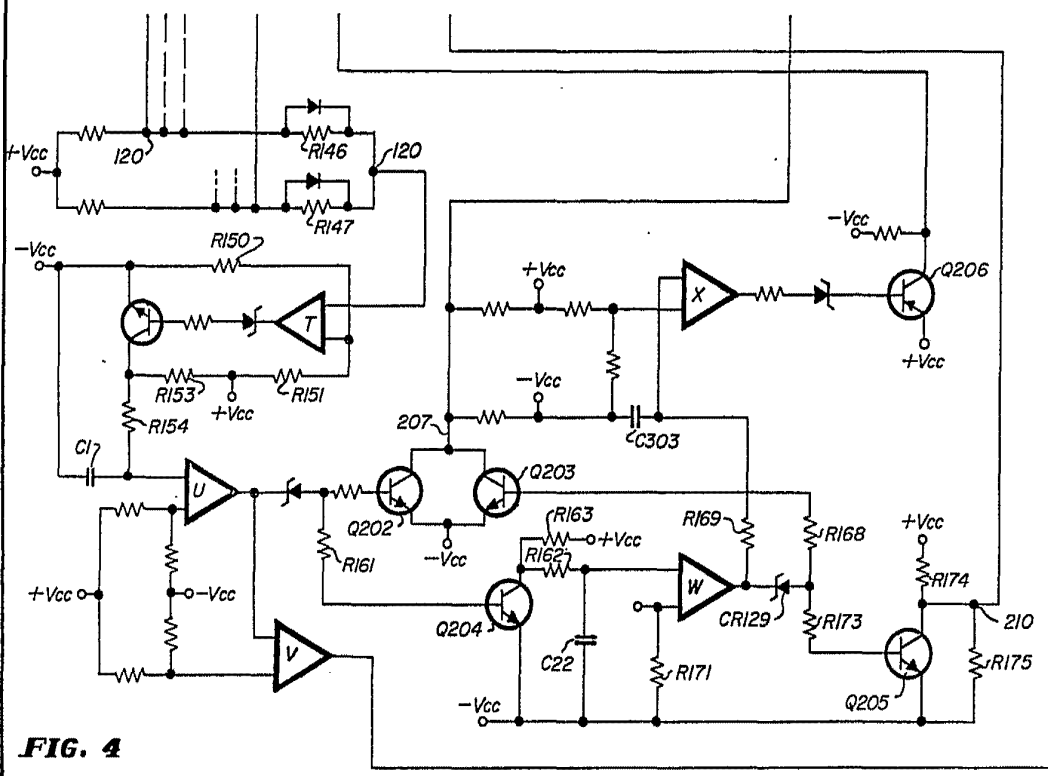 +Vcc
120
R146
120
R147
-Vcc
R150
-Vcc
Q206
+Vcc
X
T
+Vcc
R153
+Vcc
R151
-Vcc
R154
207
C303
C1
Q203
U
Q202
R163
R169
R168
+Vcc
-Vcc
+Vcc
R161
R162
R174
+Vcc
-Vcc
W
CR129
R173
210
Q204
V
C22
R171
Q205
R175
-Vcc
FIG. 4